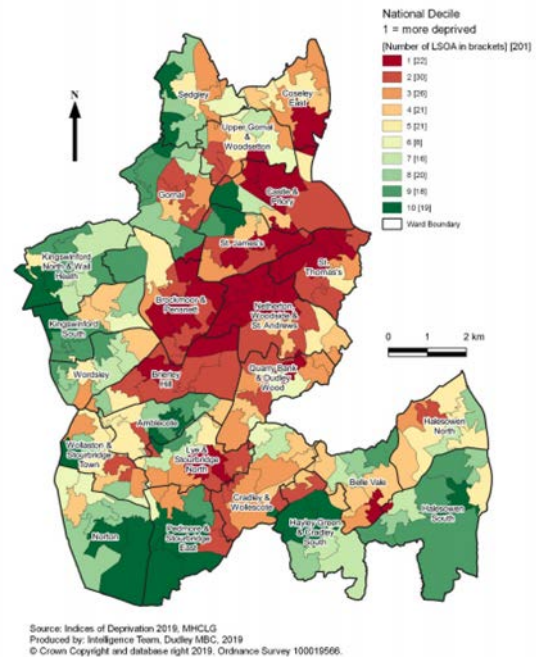 National Decile
1 = more deprived
[Number of LSOA in brackets] [201]
1 [22]
2 [30]
3 [26]
4 [21]
5 [21]
6 [8]
7 [16]
8 [20]
9 [18]
10 [19]
Ward Boundary
N
Sedgley
Coseley
East
Upper Gornal
&
Woodsetton
Gornal
Castle &
Priory
St. James's
St.
Thomas's
Kingswinford
North & Wall
Heath
Brockmoor &
Pensnett
Netherton,
Woodside &
St. Andrews
Kingswinford
South
0 1 2 km
Wordsley
Brierley
Hill
Quarry Bank
& Dudley
Wood
Amblecote
Halesowen
North
Wollaston &
Stourbridge
Town
Lye &
Stourbridge
North
Belle Vale
Cradley &
Wollescote
Halesowen
South
Norton
Pedmore &
Stourbridge
East
Hayley Green
& Cradley
South
Source: Indices of Deprivation 2019, MHCLG
Produced by: Intelligence Team, Dudley MBC, 2019
© Crown Copyright and database right 2019. Ordnance Survey 100019566.